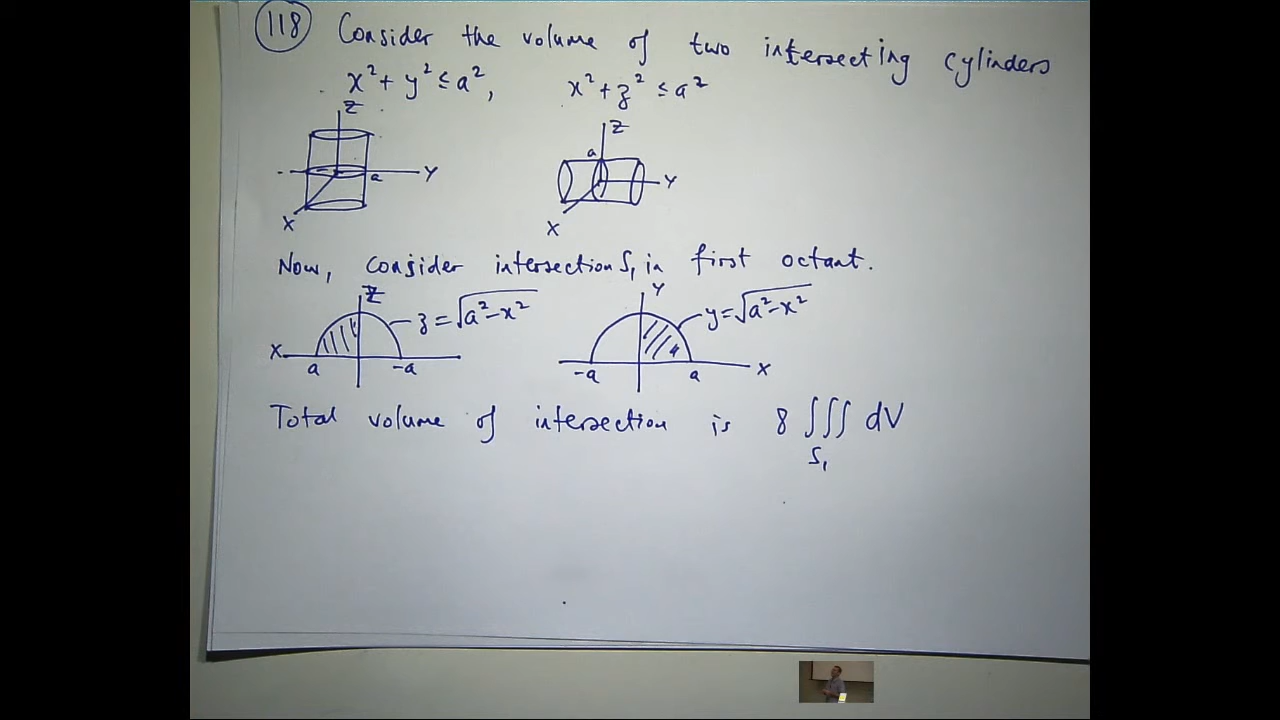 118 Consider the volume of two intersecting cylinders
x² + y² ≤ a², x² + z² ≤ a²
Z Z
a
a Y Y
X X
Now, consider intersection S₁ in first octant.
Z Y
z = √(a² - x²) y = √(a² - x²)
X a -a -a a X
Total volume of intersection is 8 ∭ dV
S₁